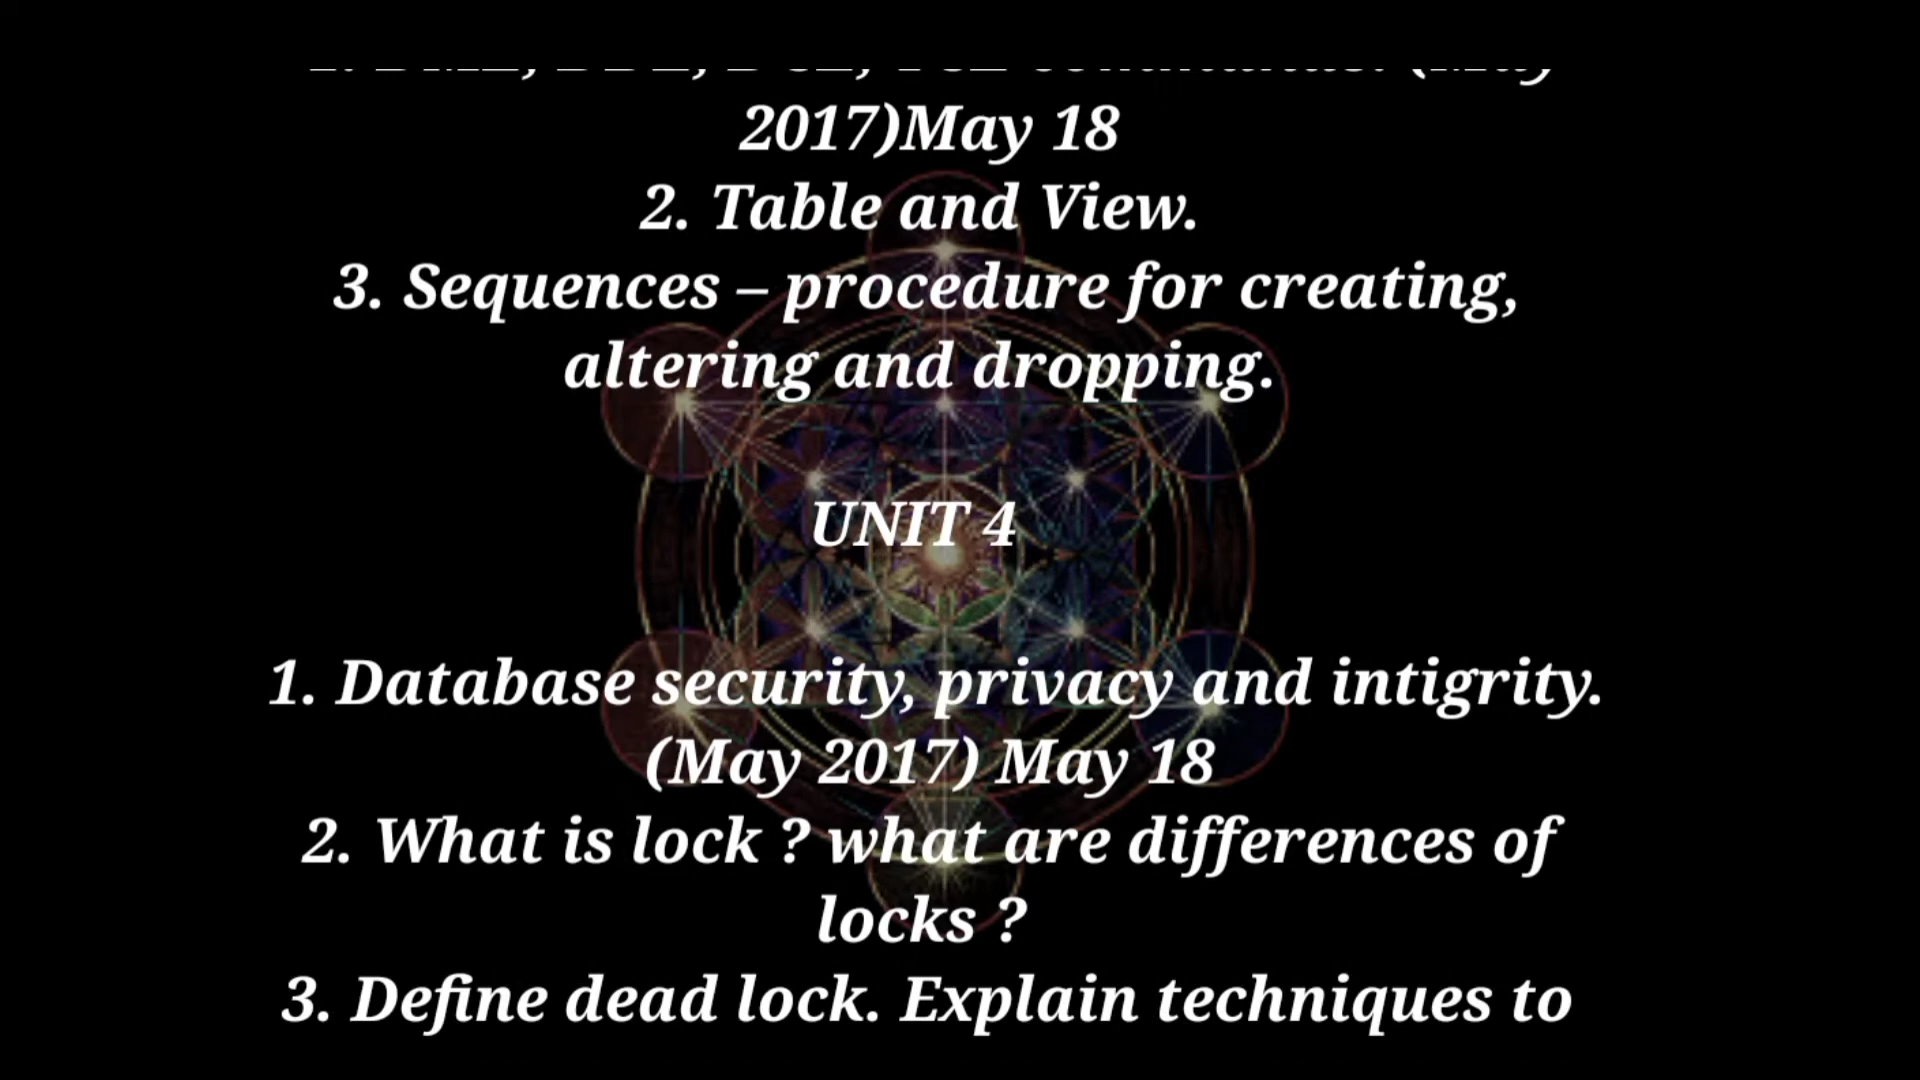 2017)May 18
2. Table and View.
3. Sequences – procedure for creating,
altering and dropping.
UNIT 4
1. Database security, privacy and intigrity.
(May 2017) May 18
2. What is lock ? what are differences of
locks ?
3. Define dead lock. Explain techniques to